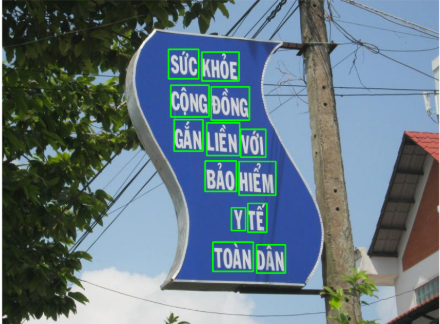 SỨC KHỎE
CỘNG ĐỒNG
GẮN LIỀN VỚI
BẢO HIỂM
Y TẾ
TOÀN DÂN